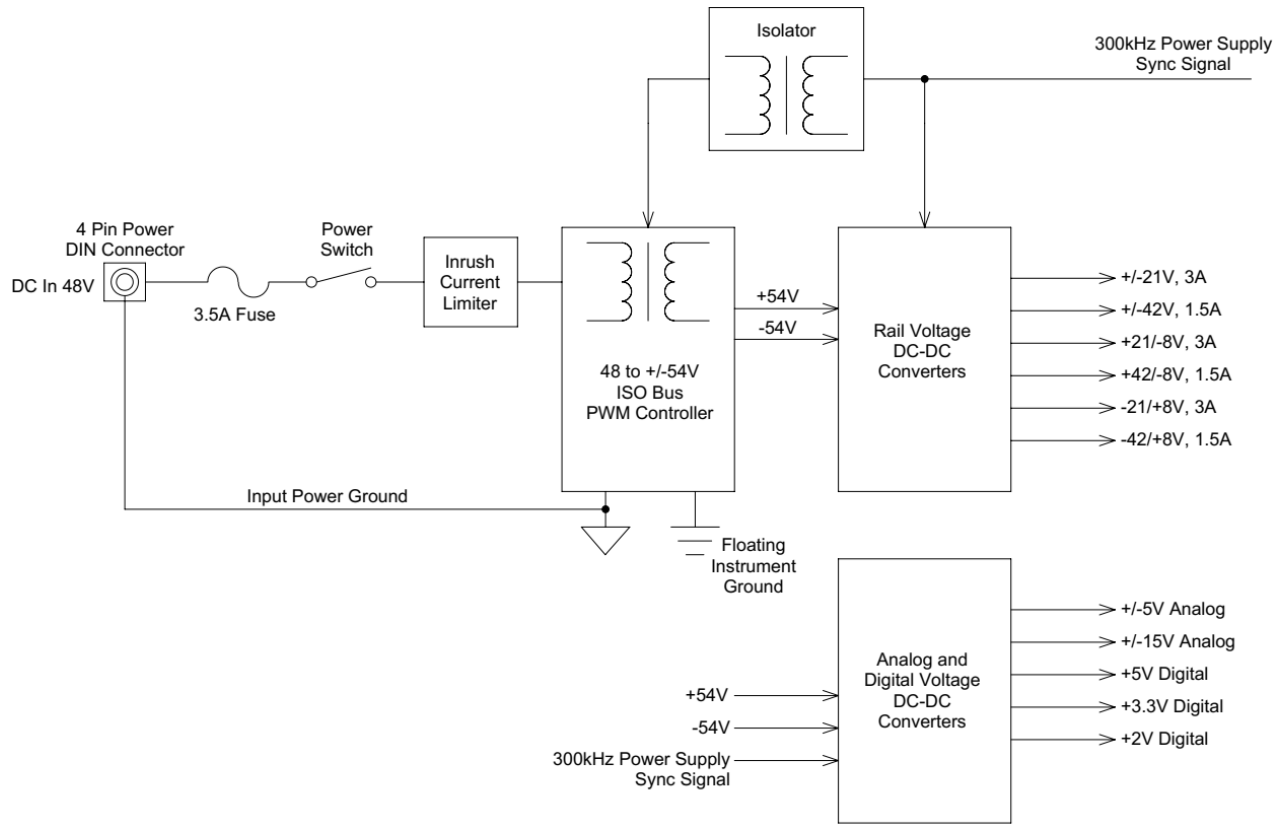 Isolator
300kHz Power Supply
Sync Signal
4 Pin Power
DIN Connector
DC In 48V
3.5A Fuse
Power
Switch
Inrush
Current
Limiter
48 to +/-54V
ISO Bus
PWM Controller
+54V
-54V
Rail Voltage
DC-DC
Converters
+/-21V, 3A
+/-42V, 1.5A
+21/-8V, 3A
+42/-8V, 1.5A
-21/+8V, 3A
-42/+8V, 1.5A
Input Power Ground
Floating
Instrument
Ground
+54V
-54V
300kHz Power Supply
Sync Signal
Analog and
Digital Voltage
DC-DC
Converters
+/-5V Analog
+/-15V Analog
+5V Digital
+3.3V Digital
+2V Digital